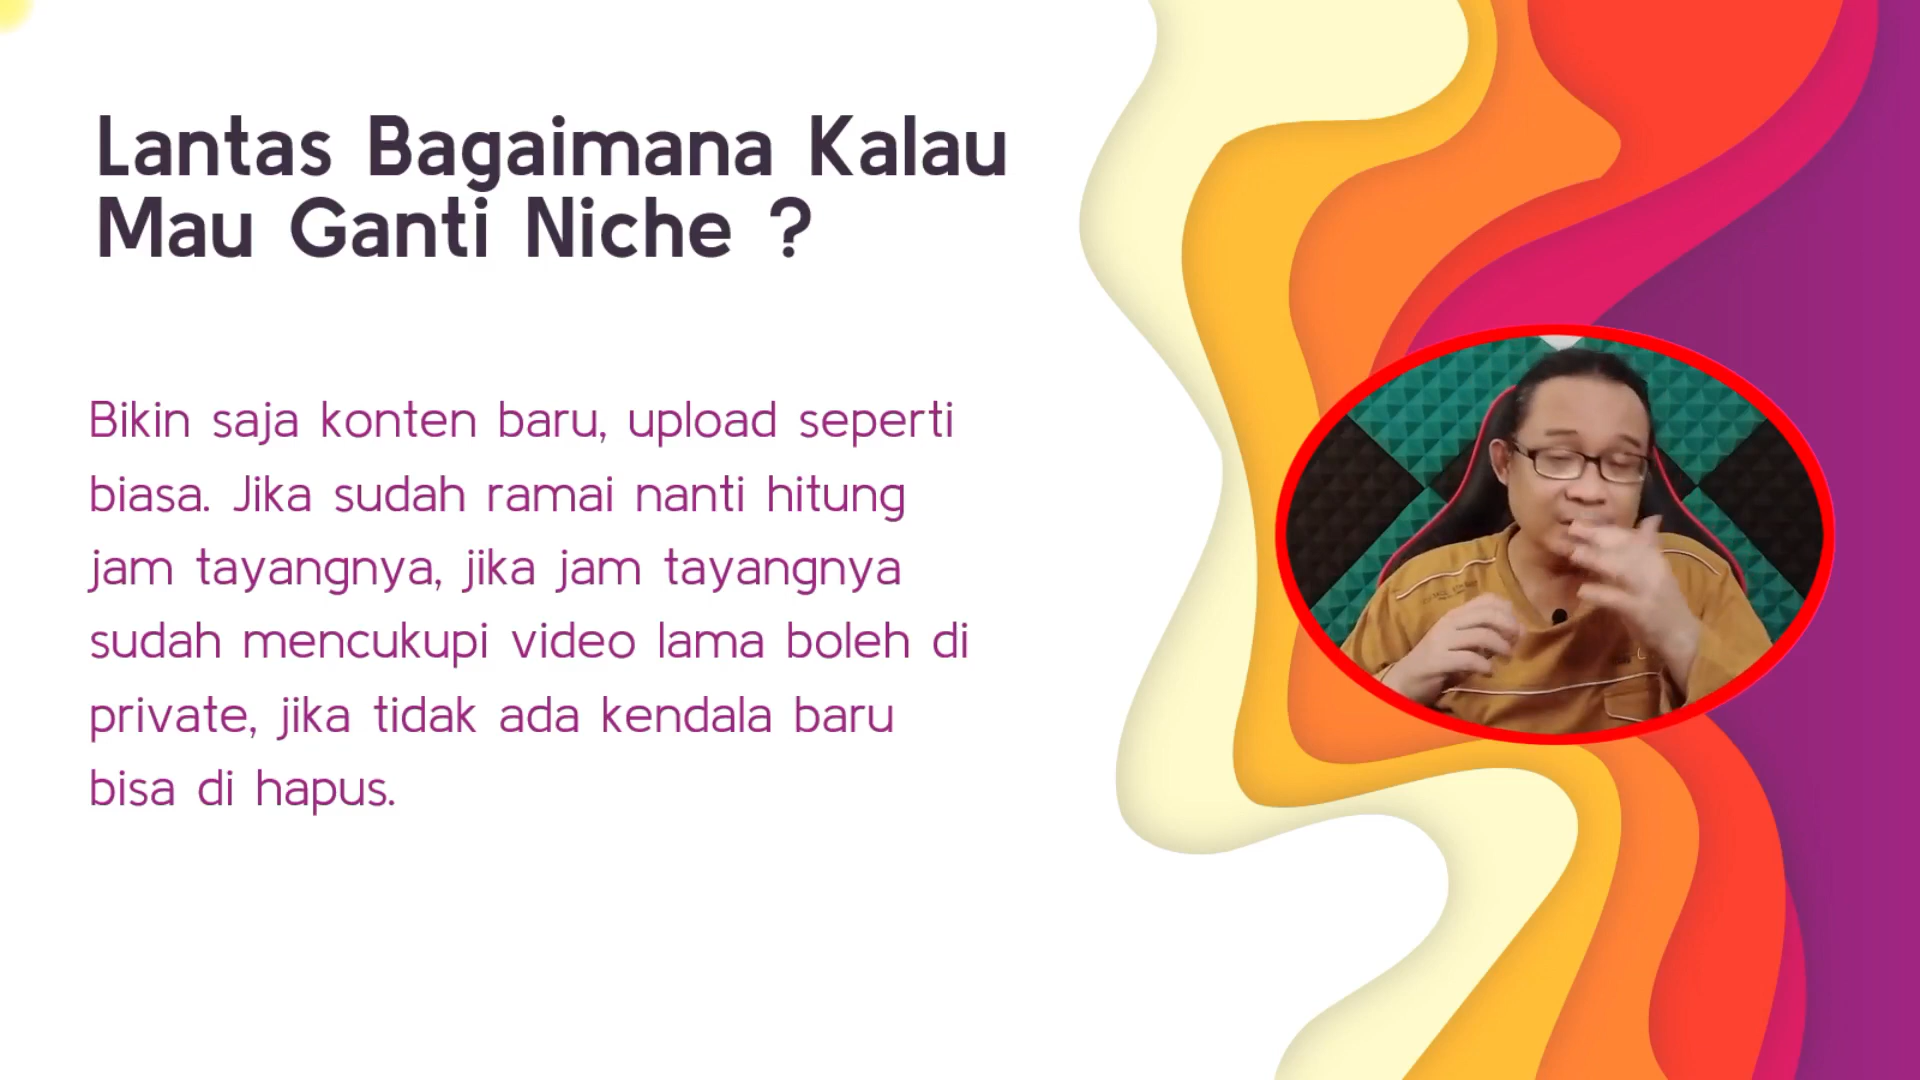 Lantas Bagaimana Kalau
Mau Ganti Niche ?
Bikin saja konten baru, upload seperti
biasa. Jika sudah ramai nanti hitung
jam tayangnya, jika jam tayangnya
sudah mencukupi video lama boleh di
private, jika tidak ada kendala baru
bisa di hapus.